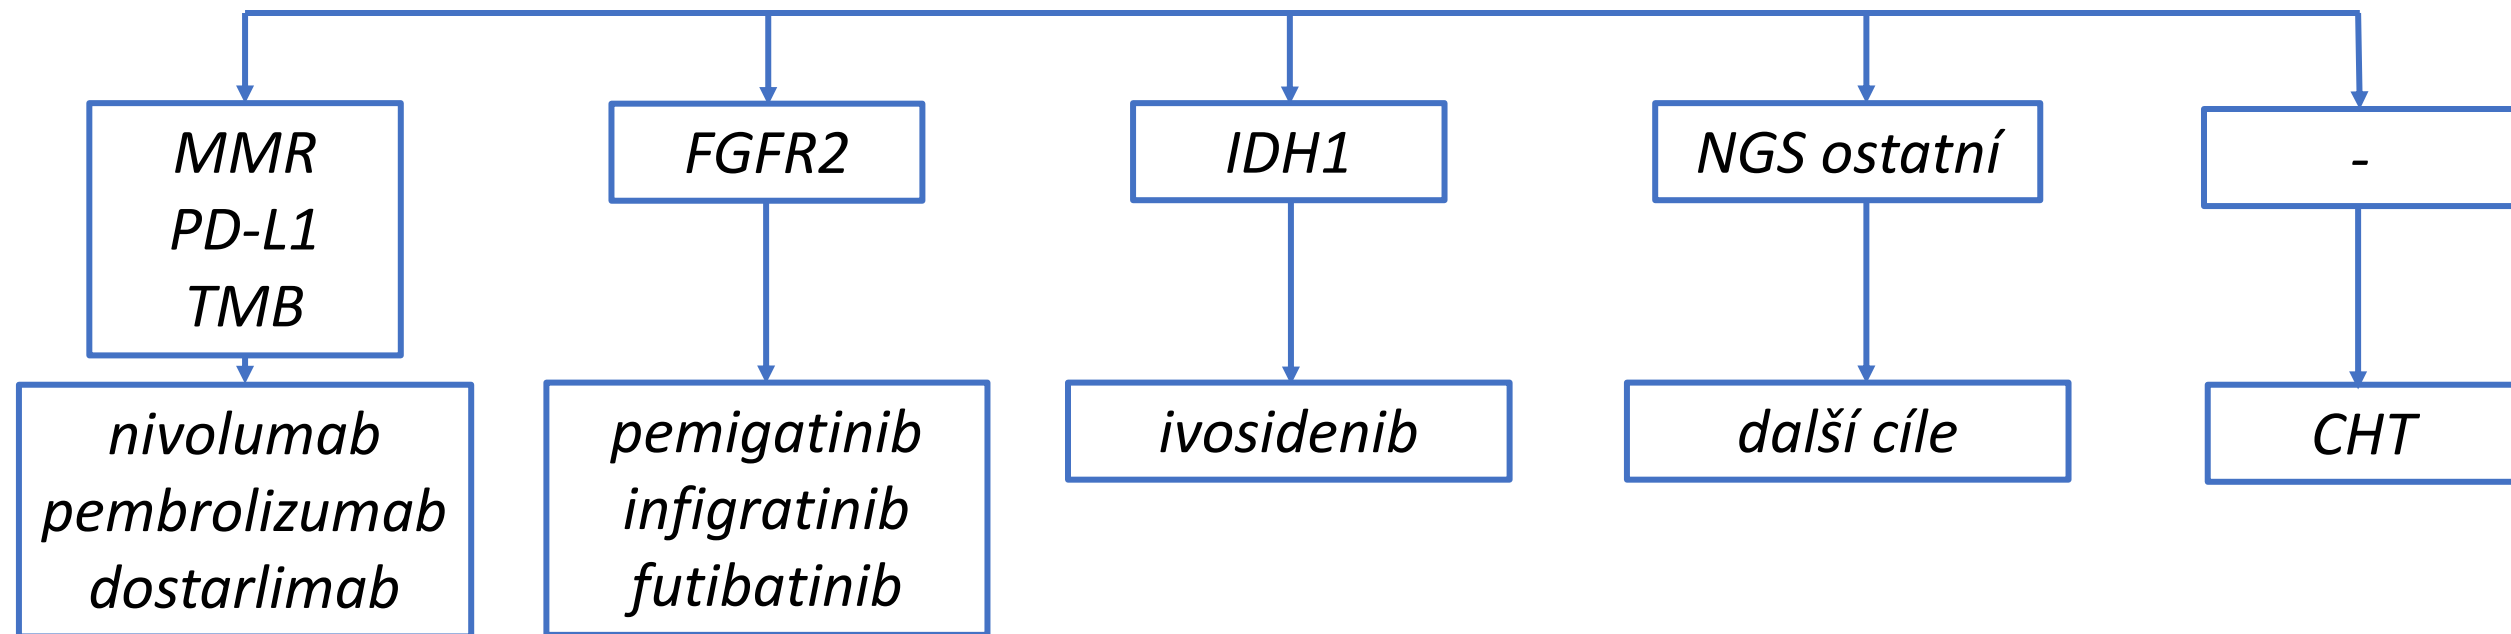 MMR
PD-L1
TMB
FGFR2
IDH1
NGS ostatní
-
nivolumab
pembrolizumab
dostarlimab
pemigatinib
infigratinib
futibatinib
ivosidenib
další cíle
CHT